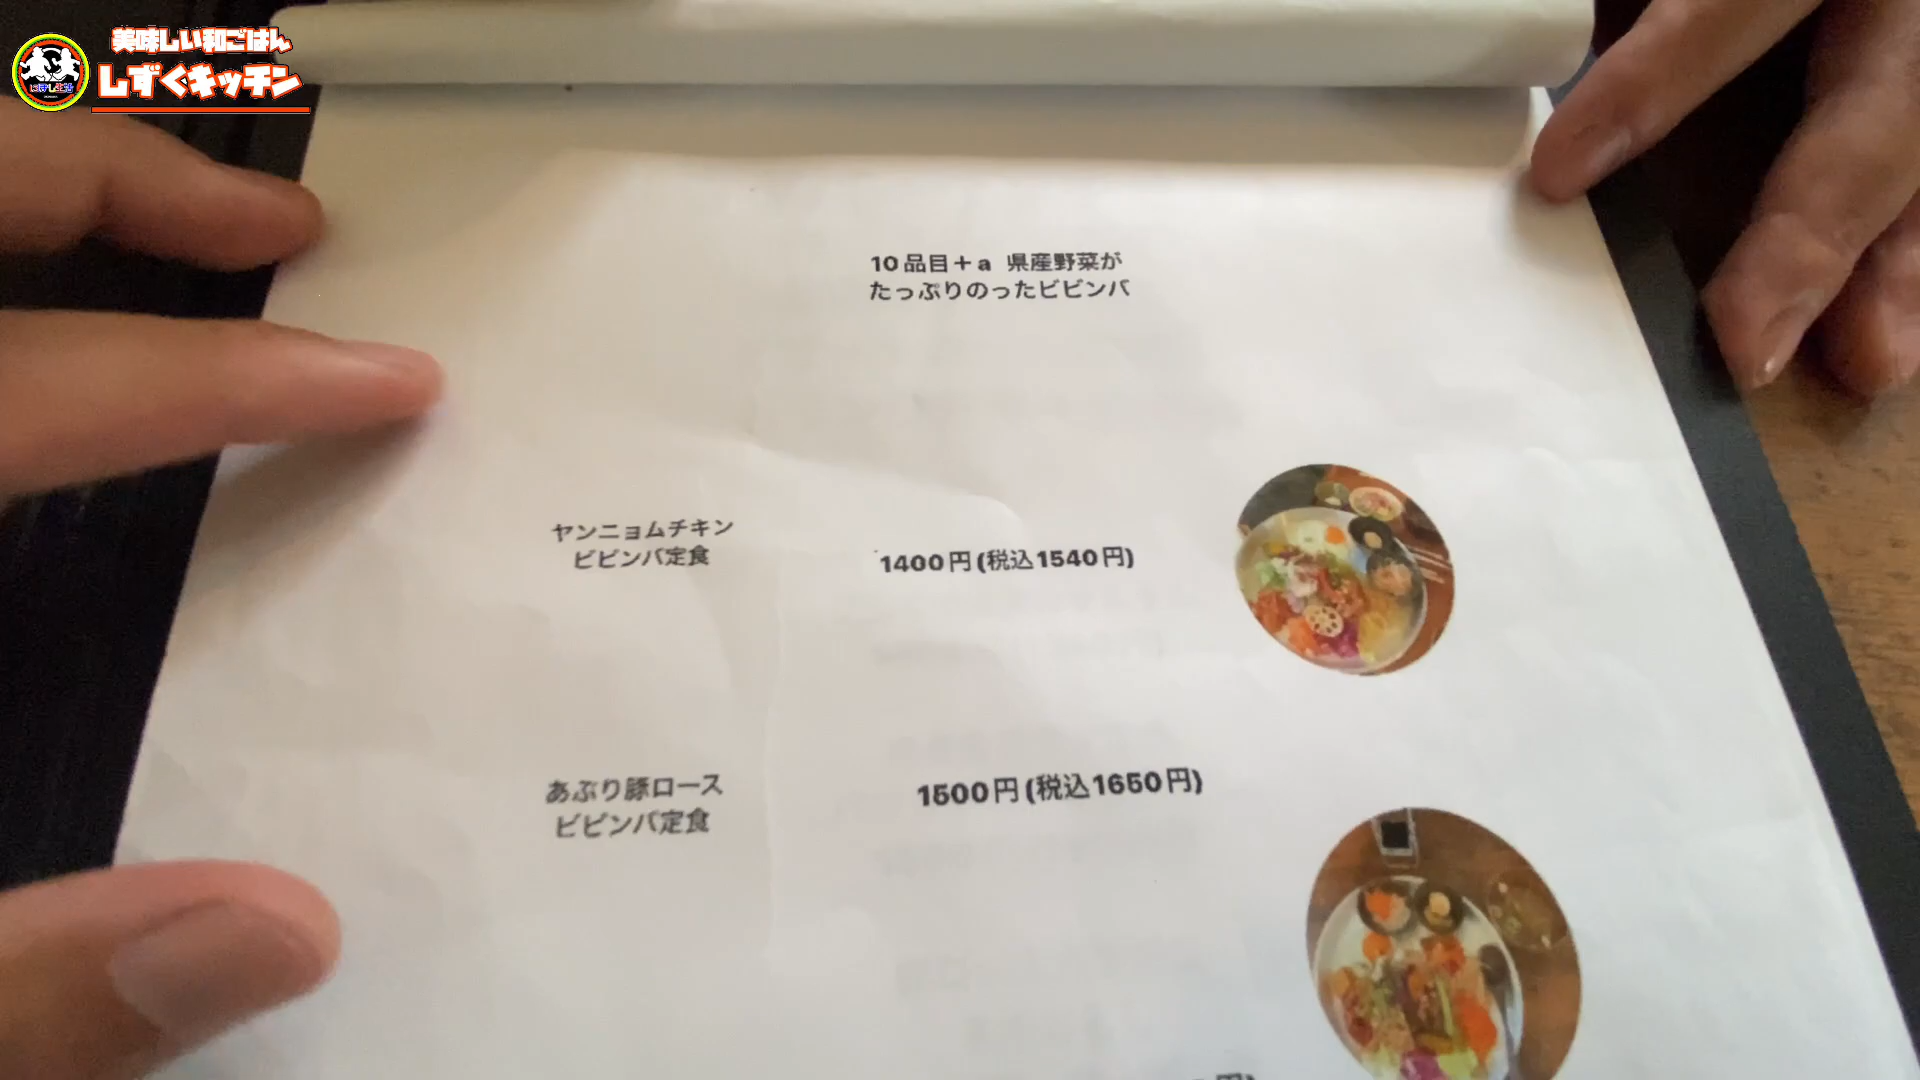 美味しい和ごはん
しずくキッチン
10品目＋a 県産野菜が
たっぷりのったビビンバ
ヤンニョムチキン
ビビンバ定食
1400円(税込1540円)
あぶり豚ロース
ビビンバ定食
1500円(税込1650円)
円)